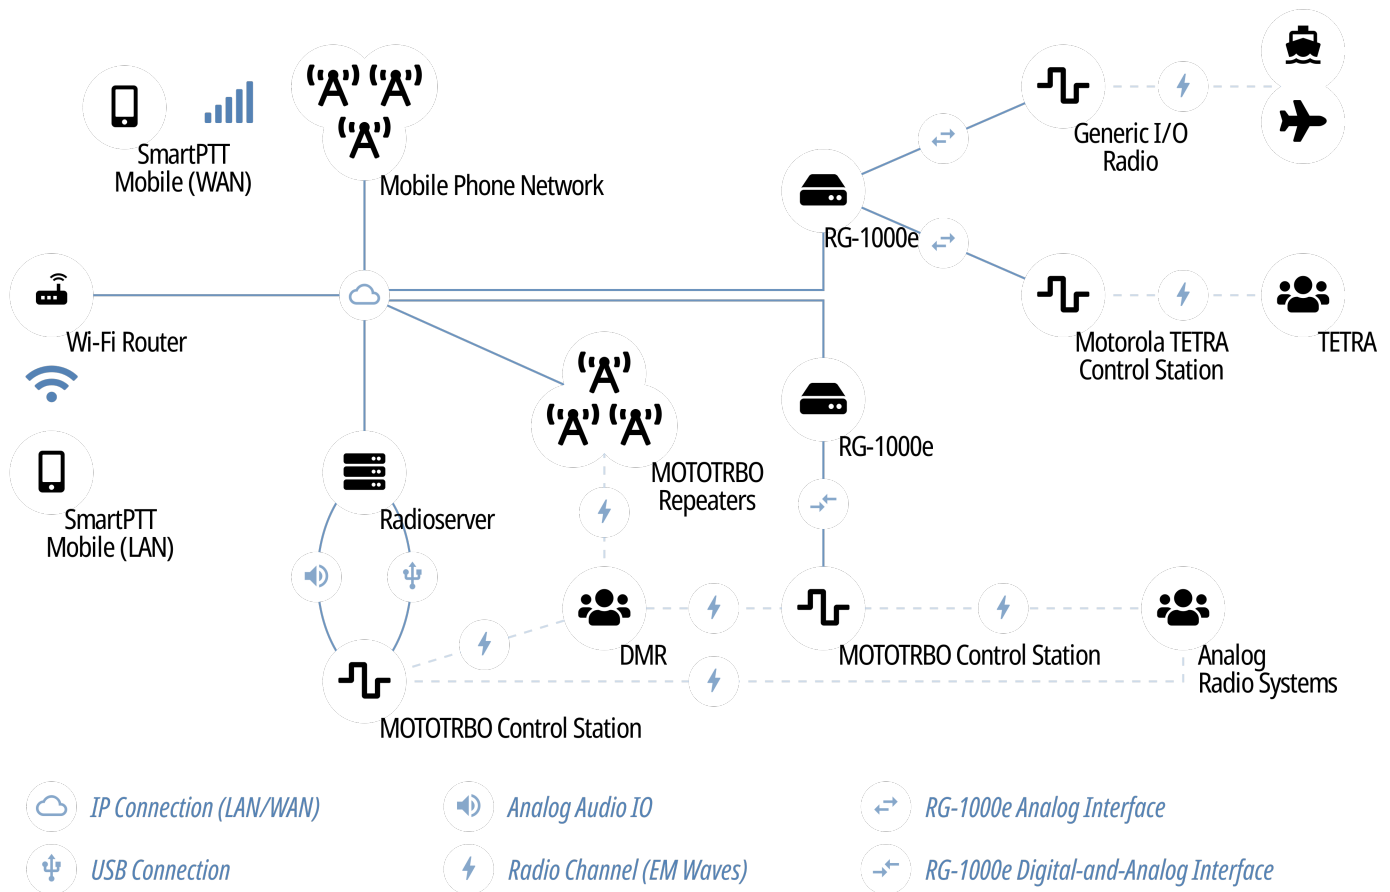 SmartPTT
Mobile (WAN)
Mobile Phone Network
Generic I/O
Radio
RG-1000e
Wi-Fi Router
Motorola TETRA
Control Station
TETRA
RG-1000e
MOTOTRBO
Repeaters
SmartPTT
Mobile (LAN)
Radioserver
DMR
MOTOTRBO Control Station
Analog
Radio Systems
MOTOTRBO Control Station
IP Connection (LAN/WAN)
Analog Audio IO
RG-1000e Analog Interface
USB Connection
Radio Channel (EM Waves)
RG-1000e Digital-and-Analog Interface